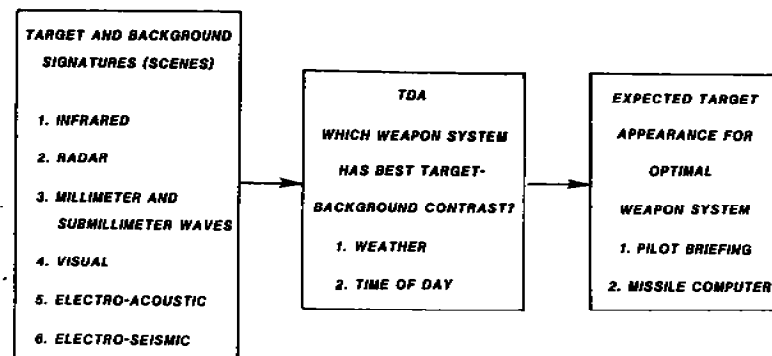 TARGET AND BACKGROUND
SIGNATURES (SCENES)
1. INFRARED
2. RADAR
3. MILLIMETER AND
SUBMILLIMETER WAVES
4. VISUAL
5. ELECTRO-ACOUSTIC
6. ELECTRO-SEISMIC
TDA
WHICH WEAPON SYSTEM
HAS BEST TARGET-
BACKGROUND CONTRAST?
1. WEATHER
2. TIME OF DAY
EXPECTED TARGET
APPEARANCE FOR
OPTIMAL
WEAPON SYSTEM
1. PILOT BRIEFING
2. MISSILE COMPUTER